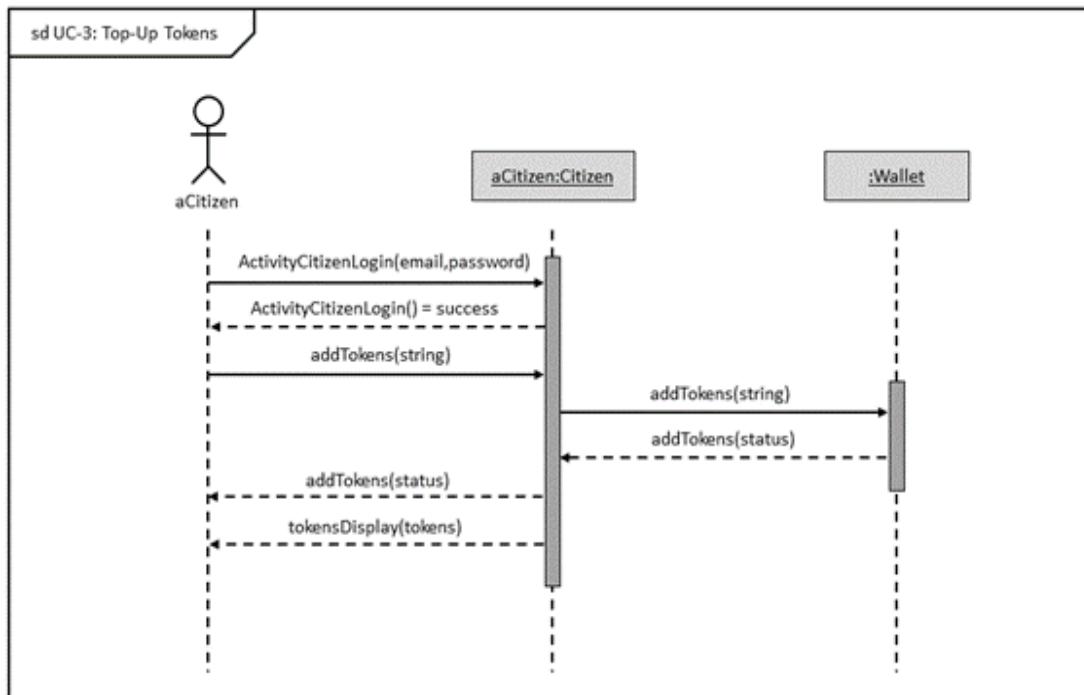 sd UC-3: Top-Up Tokens
aCitizen
aCitizen:Citizen
:Wallet
ActivityCitizenLogin(email,password)
ActivityCitizenLogin() = success
addTokens(string)
addTokens(string)
addTokens(status)
addTokens(status)
tokensDisplay(tokens)